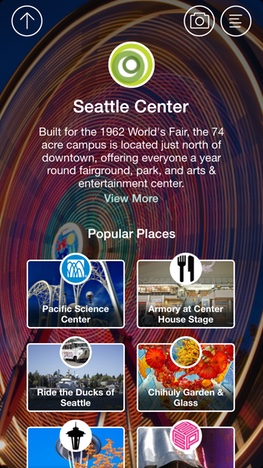 Seattle Center
Built for the 1962 World's Fair, the 74
acre campus is located just north of
downtown, offering everyone a year
round fairground, park, and arts &
entertainment center.
View More
Popular Places
Pacific Science
Center
Armory at Center
House Stage
Ride the Ducks of
Seattle
Chihuly Garden &
Glass